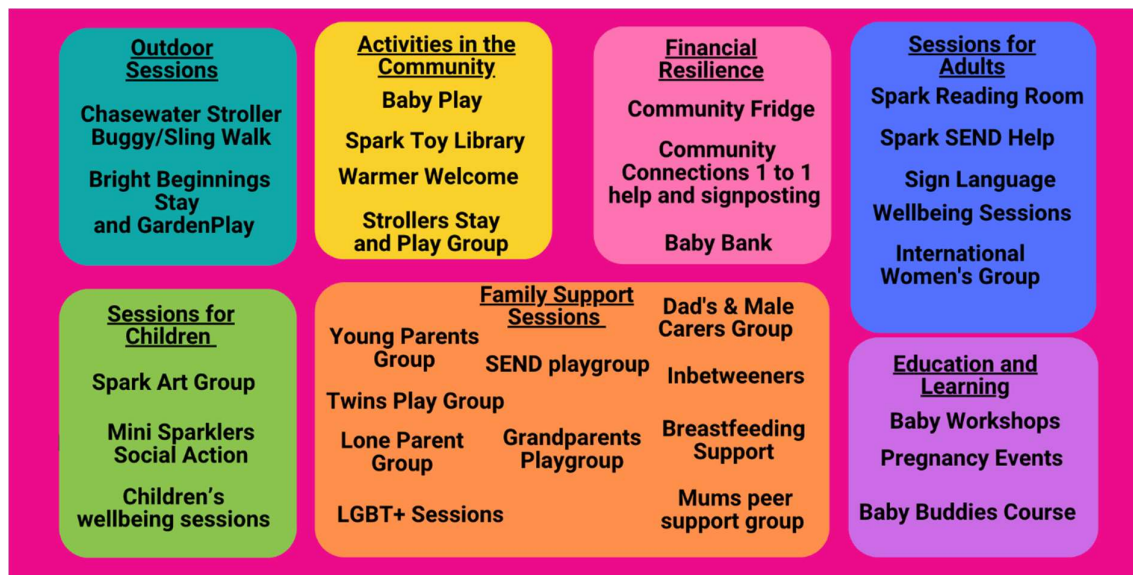 Outdoor
Sessions
Chasewater Stroller
Buggy/Sling Walk
Bright Beginnings
Stay
and GardenPlay
Activities in the
Community
Baby Play
Spark Toy Library
Warmer Welcome
Strollers Stay
and Play Group
Financial
Resilience
Community Fridge
Community
Connections 1 to 1
help and signposting
Baby Bank
Sessions for
Adults
Spark Reading Room
Spark SEND Help
Sign Language
Wellbeing Sessions
International
Women's Group
Sessions for
Children
Spark Art Group
Mini Sparklers
Social Action
Children’s
wellbeing sessions
Family Support
Sessions
Young Parents
Group
Twins Play Group
Lone Parent
Group
LGBT+ Sessions
SEND playgroup
Grandparents
Playgroup
Dad's & Male
Carers Group
Inbetweeners
Breastfeeding
Support
Mums peer
support group
Education and
Learning
Baby Workshops
Pregnancy Events
Baby Buddies Course